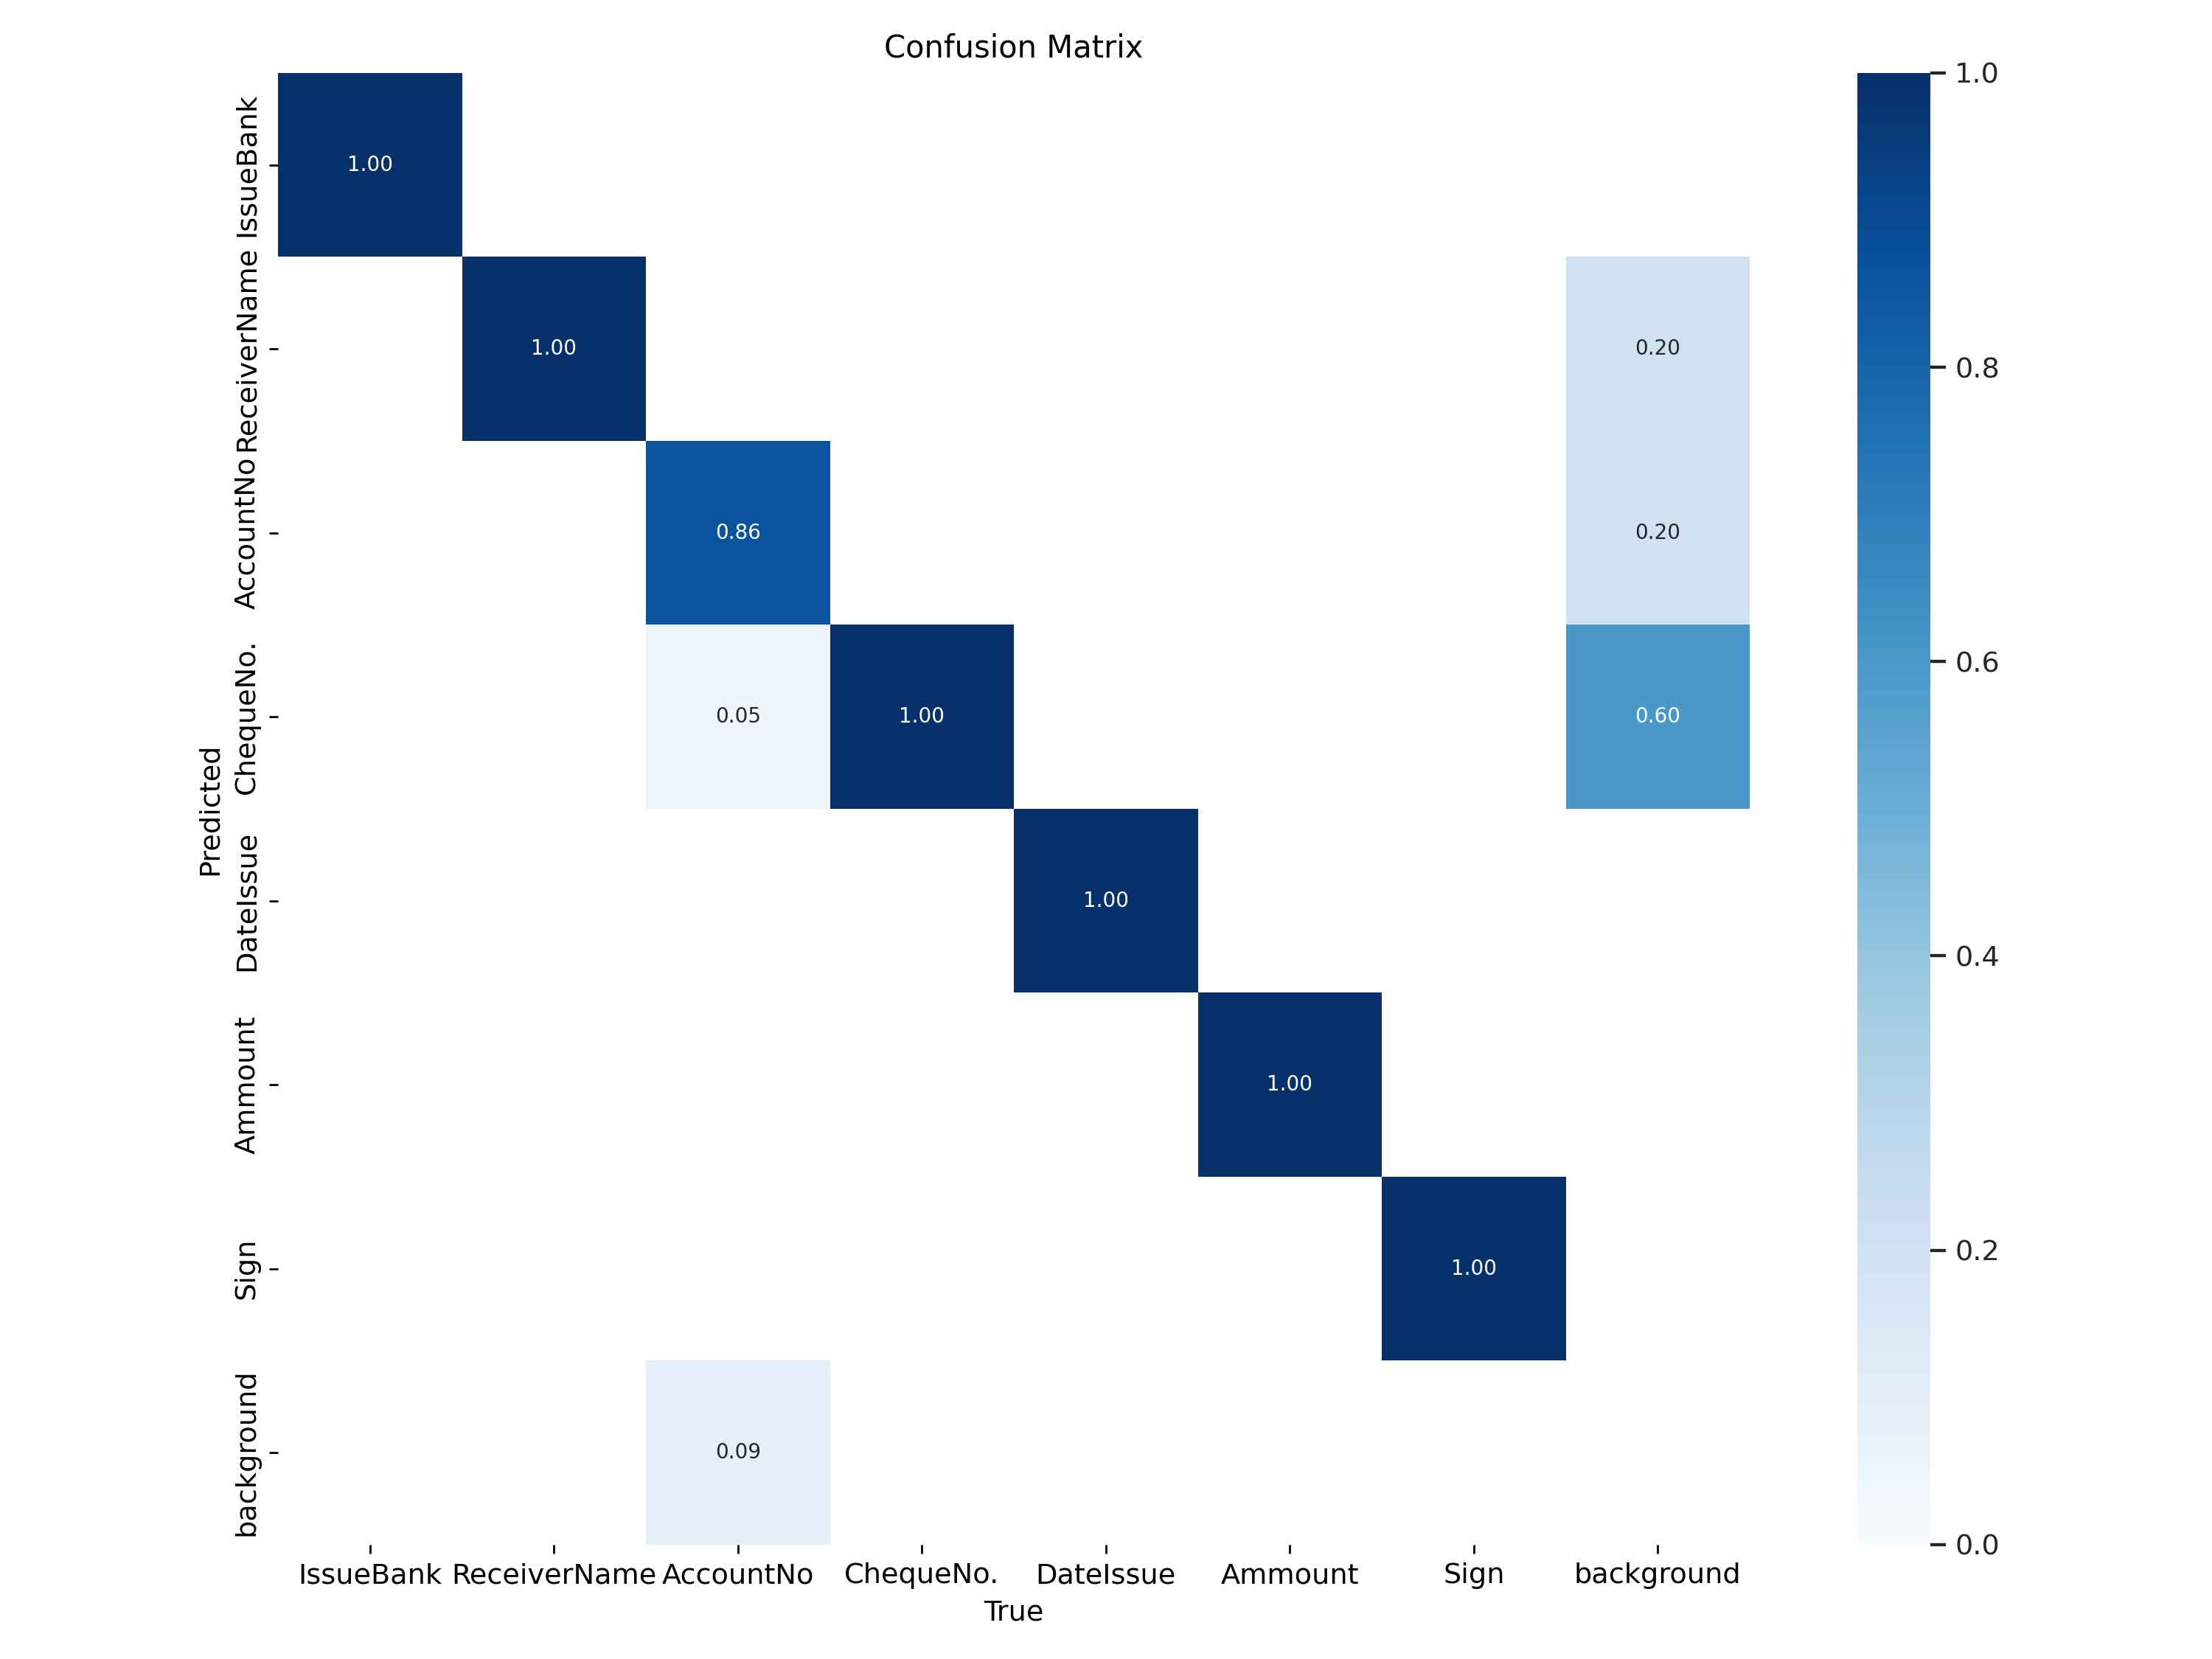 Confusion Matrix
Predicted
IssueBank
1.00
ReceiverName
1.00
0.20
AccountNo
0.86
0.20
ChequeNo.
0.05
1.00
0.60
DateIssue
1.00
Ammount
1.00
Sign
1.00
background
0.09
IssueBank ReceiverName AccountNo ChequeNo. DateIssue Ammount Sign background
True
1.0
0.8
0.6
0.4
0.2
0.0